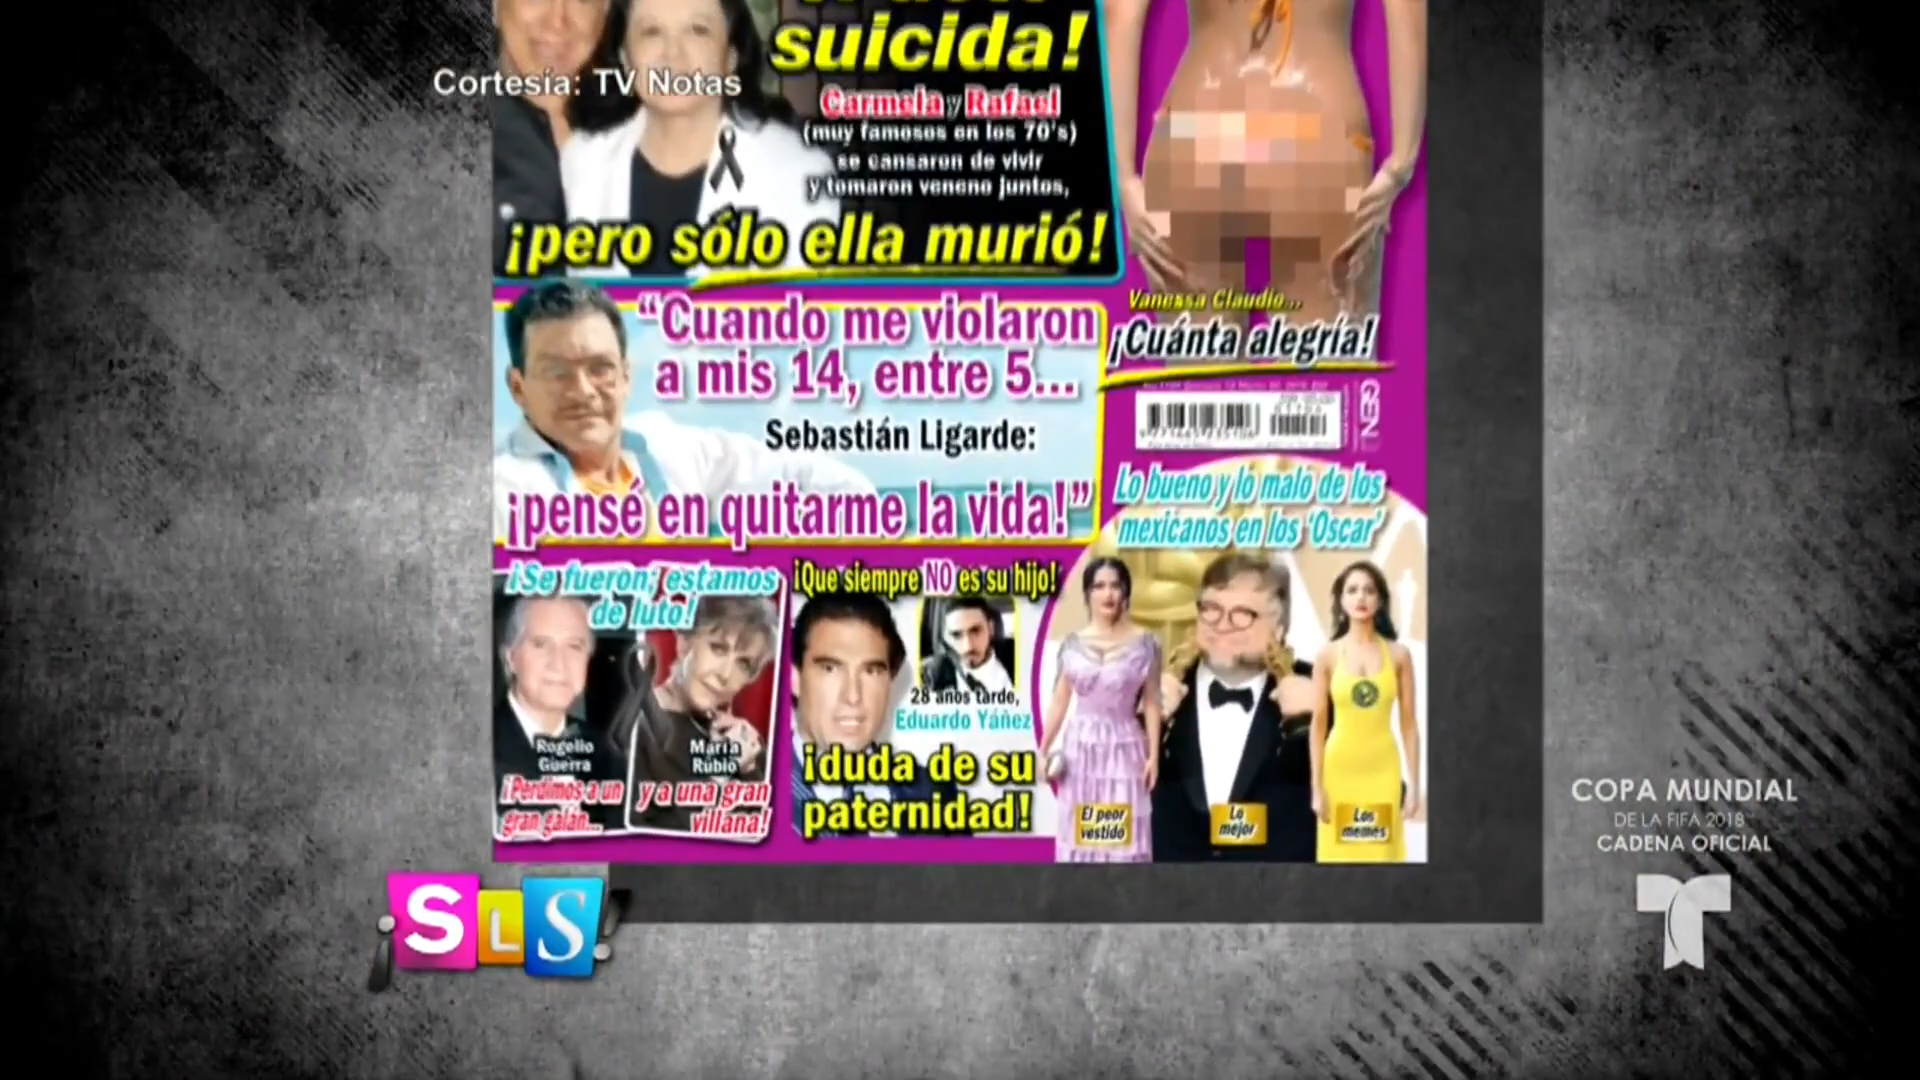 suicida!
Cortesía: TV Notas
Carmela y Rafael
(muy famosos en los 70's)
se cansaron de vivir
y tomaron veneno juntos,
¡pero sólo ella murió!
Vanessa Claudio...
¡Cuánta alegría!
“Cuando me violaron
a mis 14, entre 5...
Sebastián Ligarde:
¡pensé en quitarme la vida!”
GEN
Lo bueno y lo malo de los
mexicanos en los ‘Oscar’
¡Se fueron; estamos
de luto!
Rogelio
Guerra
María
Rubio
¡Perdimos a un
gran galán...
y a una gran
villana!
¡Que siempre NO es su hijo!
28 años tarde,
Eduardo Yáñez
¡duda de su
paternidad!
El peor
vestido
Lo
mejor
Los
memes
¡SLS!
COPA MUNDIAL
DE LA FIFA 2018
CADENA OFICIAL
T